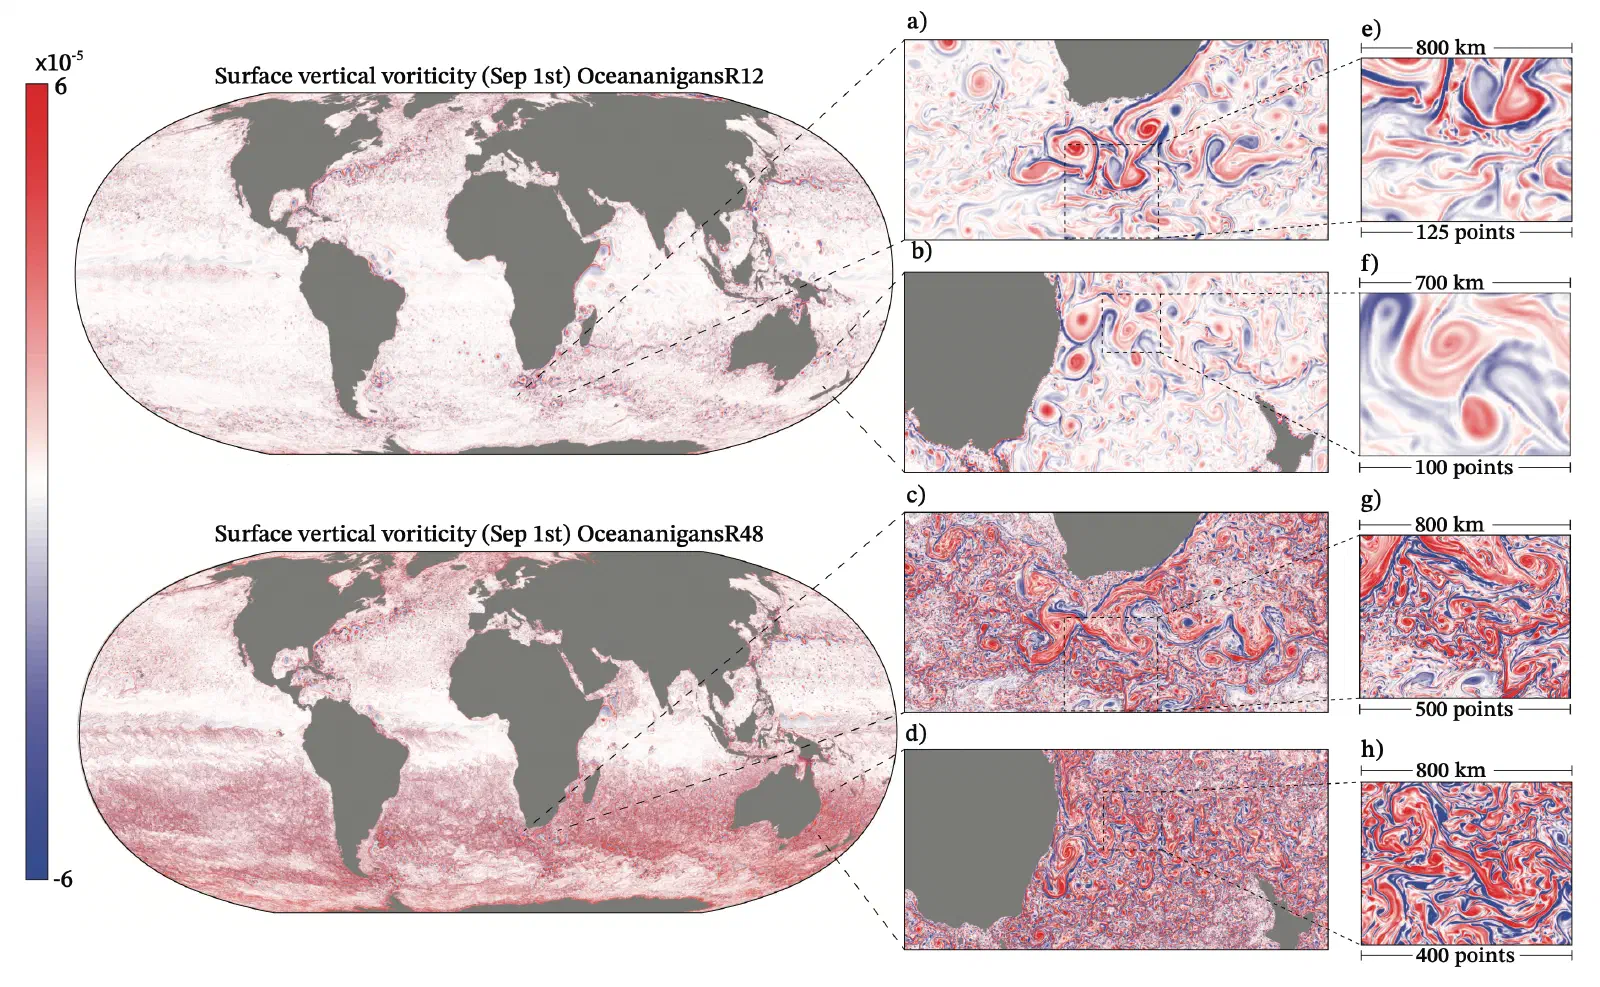 x10-5
6
-6
Surface vertical voriticity (Sep 1st) OceananigansR12
Surface vertical voriticity (Sep 1st) OceananigansR48
a)
b)
c)
d)
e)
800 km
125 points
f)
700 km
100 points
g)
800 km
500 points
h)
800 km
400 points